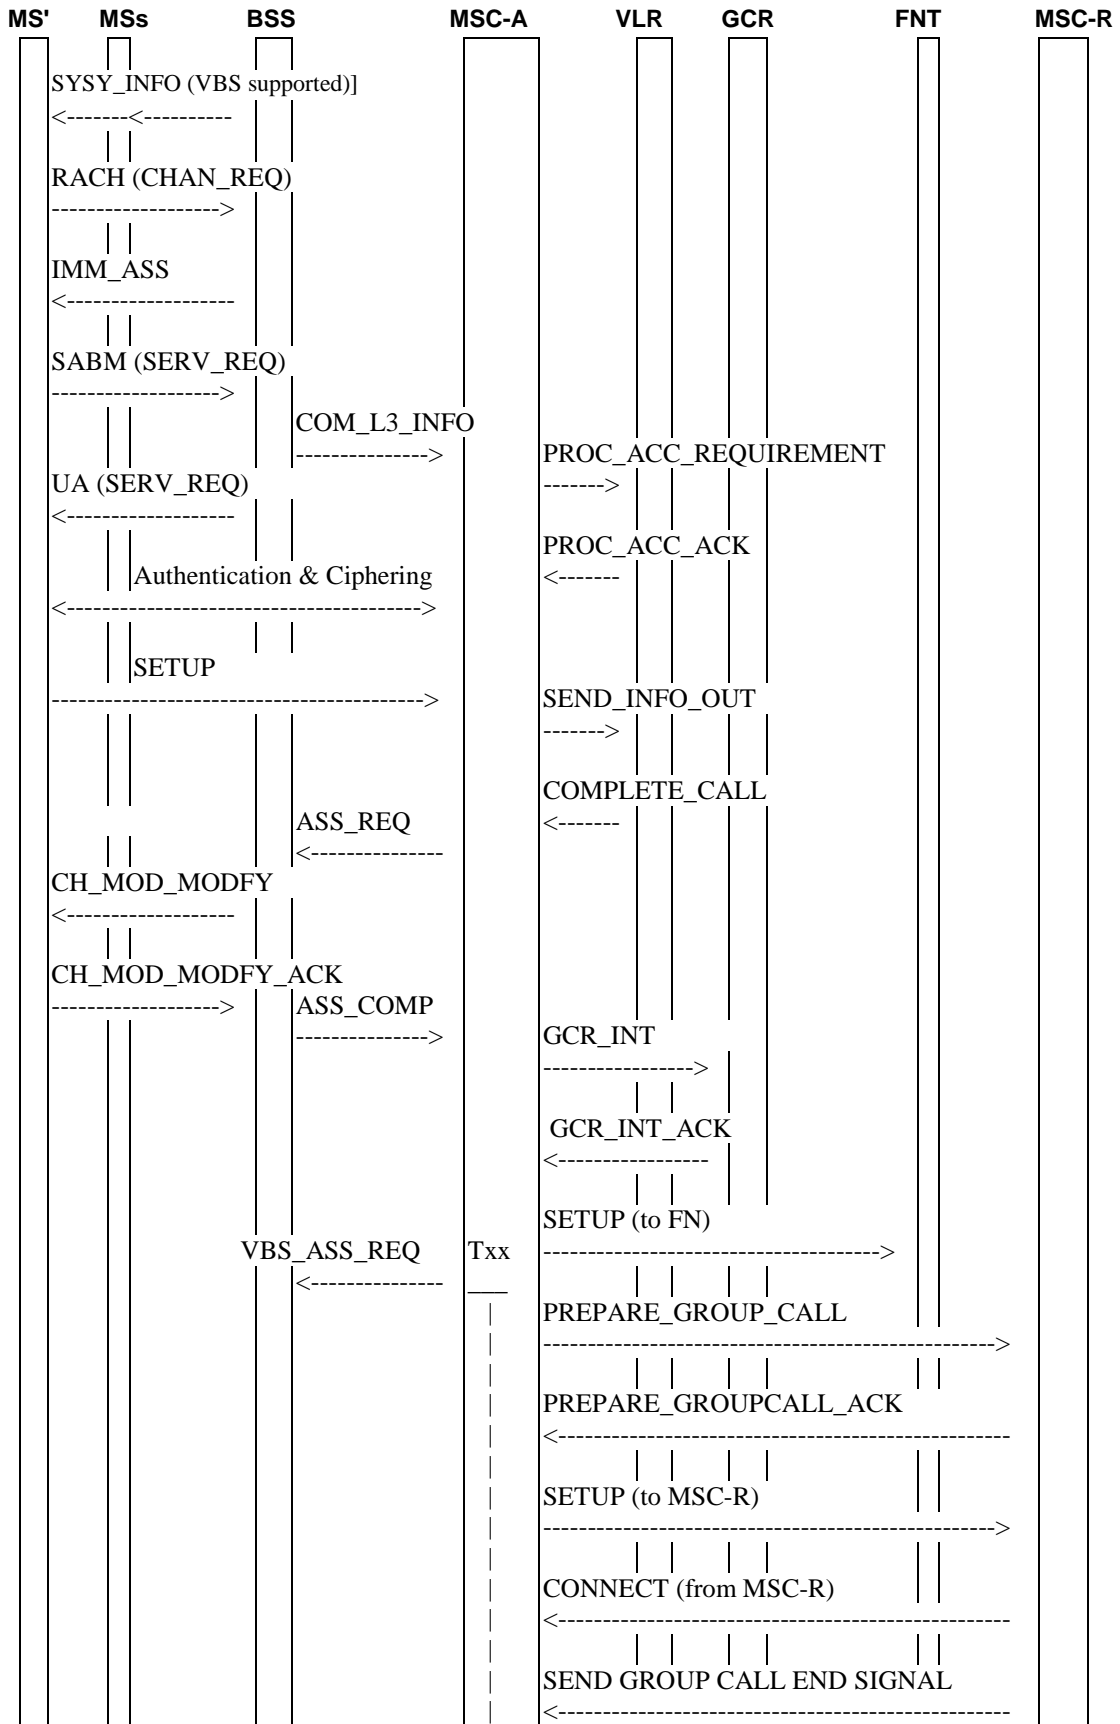 MS' MSs BSS MSC-A VLR GCR FNT MSC-R
SYSY_INFO (VBS supported)]
<-------<----------
RACH (CHAN_REQ)
------------------->
IMM_ASS
<-------------------
SABM (SERV_REQ)
------------------->
COM_L3_INFO
--------------->
PROC_ACC_REQUIREMENT
------->
UA (SERV_REQ)
<-------------------
PROC_ACC_ACK
<-------
Authentication & Ciphering
<---------------------------------------->
SETUP
------------------------------------------>
SEND_INFO_OUT
------->
COMPLETE_CALL
<-------
ASS_REQ
<---------------
CH_MOD_MODFY
<-------------------
CH_MOD_MODFY_ACK
------------------->
ASS_COMP
--------------->
GCR_INT
----------------->
GCR_INT_ACK
<-----------------
SETUP (to FN)
-------------------------------------->
VBS_ASS_REQ Txx
<--------------- ___
PREPARE_GROUP_CALL
--------------------------------------------------->
PREPARE_GROUPCALL_ACK
<---------------------------------------------------
SETUP (to MSC-R)
--------------------------------------------------->
CONNECT (from MSC-R)
<---------------------------------------------------
SEND GROUP CALL END SIGNAL
<---------------------------------------------------